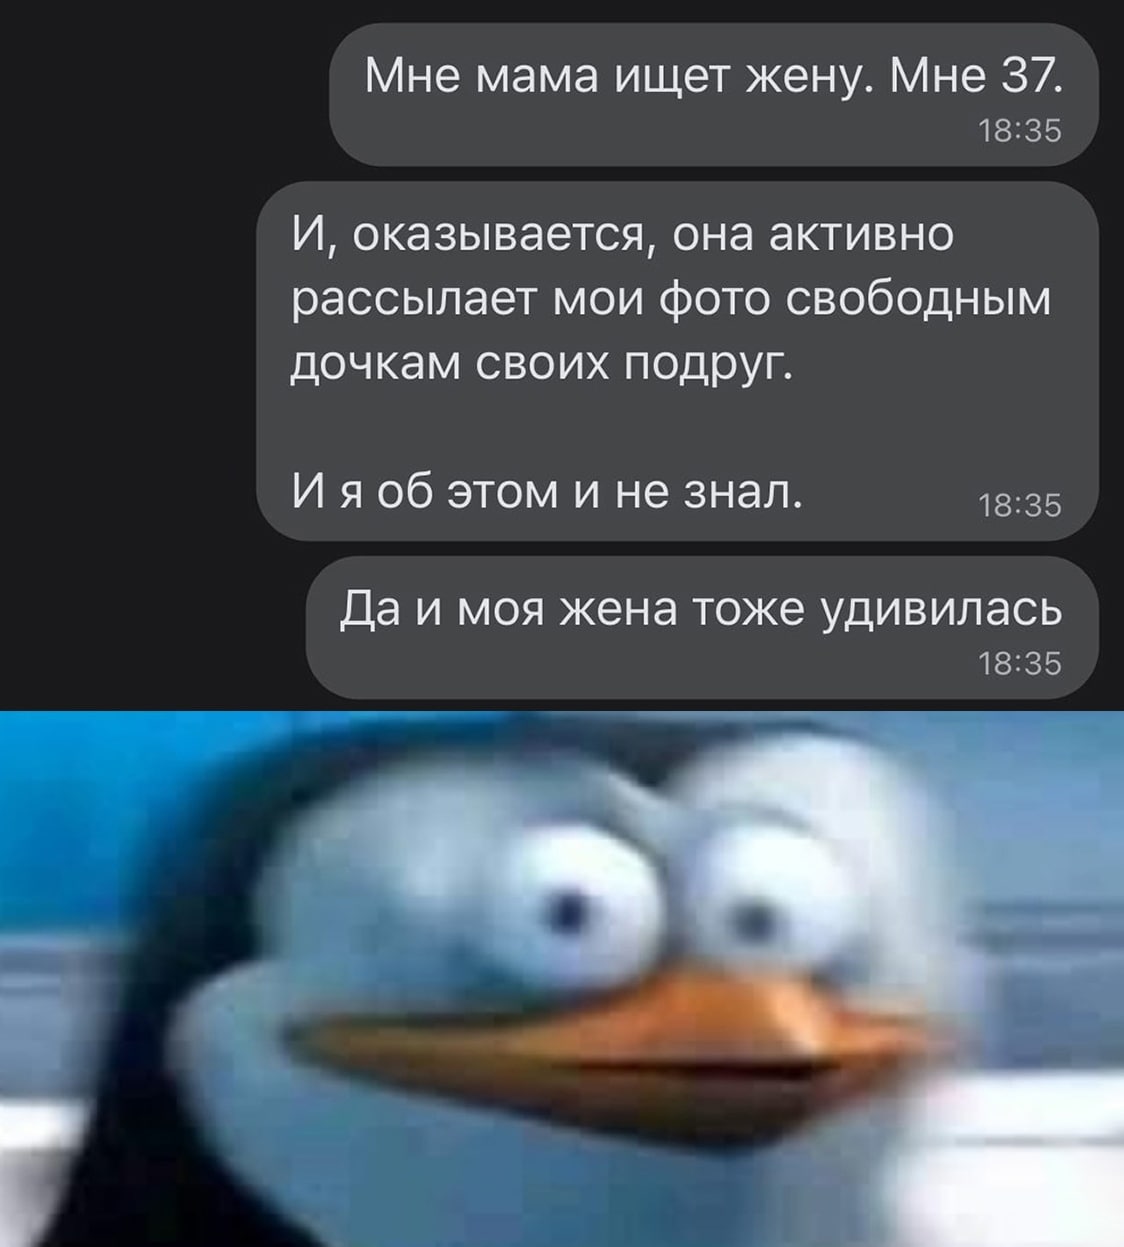 Мне мама ищет жену. Мне 37.
18:35
И, оказывается, она активно
рассылает мои фото свободным
дочкам своих подруг.
И я об этом и не знал.
18:35
Да и моя жена тоже удивилась
18:35